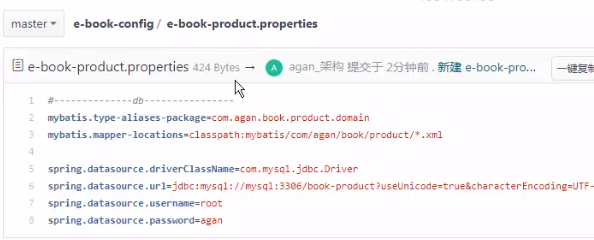 master e-book-config / e-book-product.properties
e-book-product.properties 424 Bytes → A agan_架构 提交于 2分钟前 . 新建 e-book-pro... 一键复制
1 #--------------db----------------
2 mybatis.type-aliases-package=com.agan.book.product.domain
3 mybatis.mapper-locations=classpath:mybatis/com/agan/book/product/*.xml
4
5 spring.datasource.driverClassName=com.mysql.jdbc.Driver
6 spring.datasource.url=jdbc:mysql://mysql:3306/book-product?useUnicode=true&characterEncoding=UTF-
7 spring.datasource.username=root
8 spring.datasource.password=agan